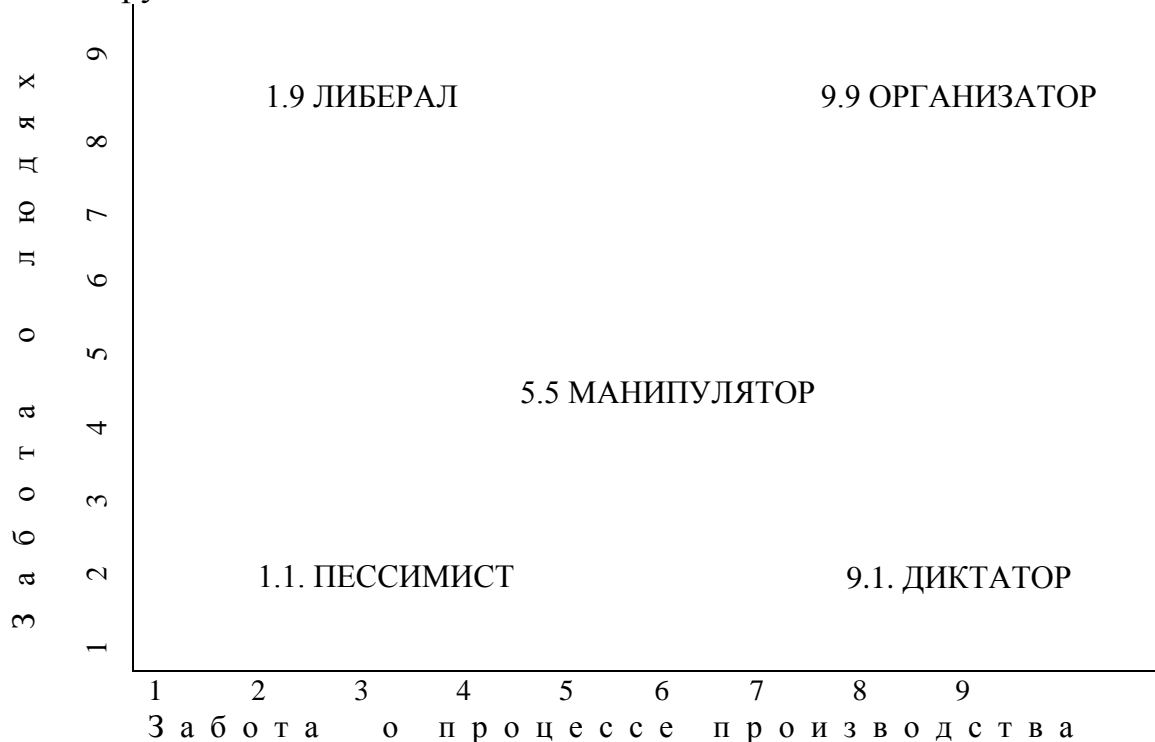 9
8
7
6
5
4
3
2
1
Забота о людях
1.9 ЛИБЕРАЛ 9.9 ОРГАНИЗАТОР
5.5 МАНИПУЛЯТОР
1.1. ПЕССИМИСТ 9.1. ДИКТАТОР
1 2 3 4 5 6 7 8 9
Забота о процессе производства